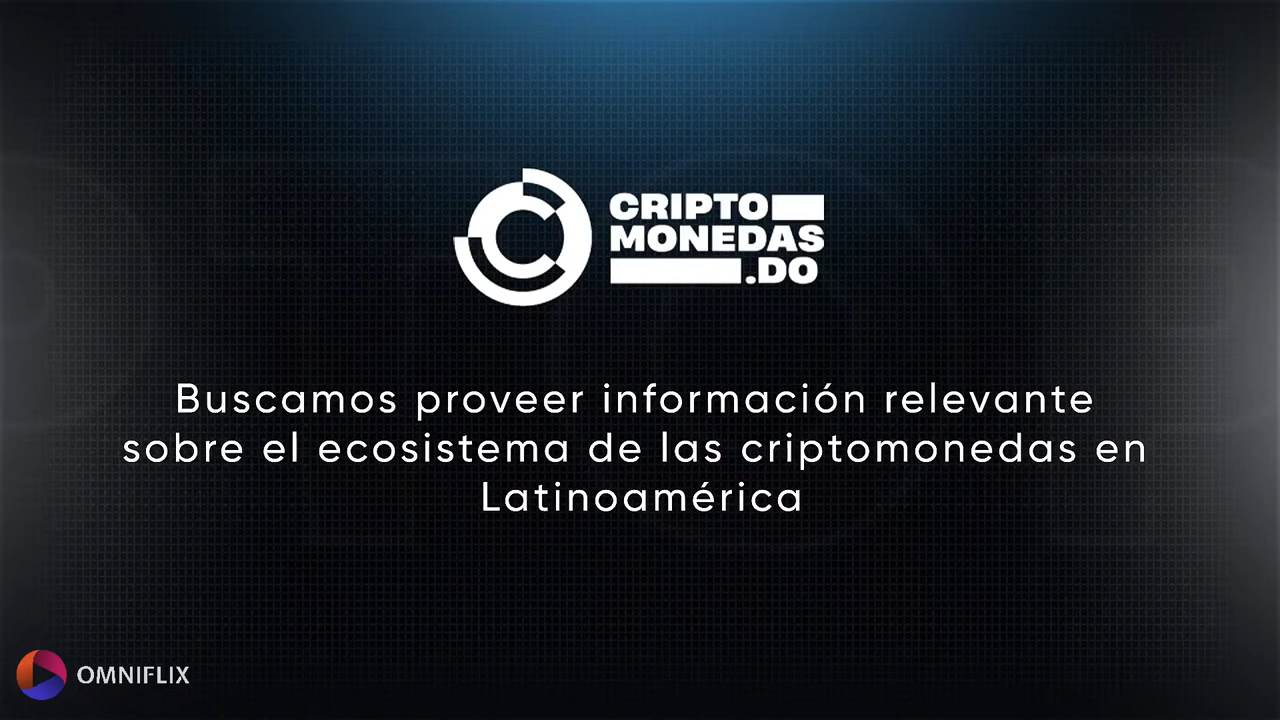 CRIPTO
MONEDAS
.DO
Buscamos proveer información relevante
sobre el ecosistema de las criptomonedas en
Latinoamérica
OMNIFLIX